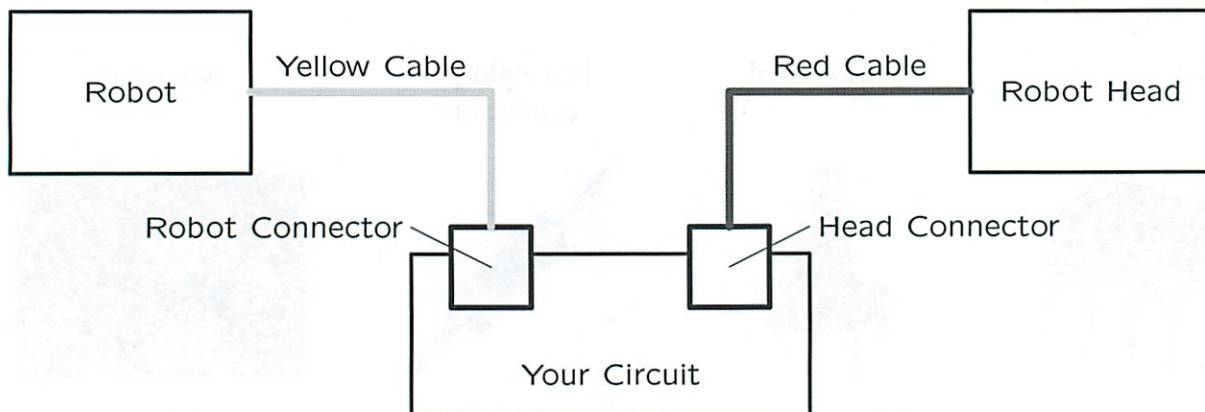 Robot
Yellow Cable
Red Cable
Robot Head
Robot Connector
Head Connector
Your Circuit